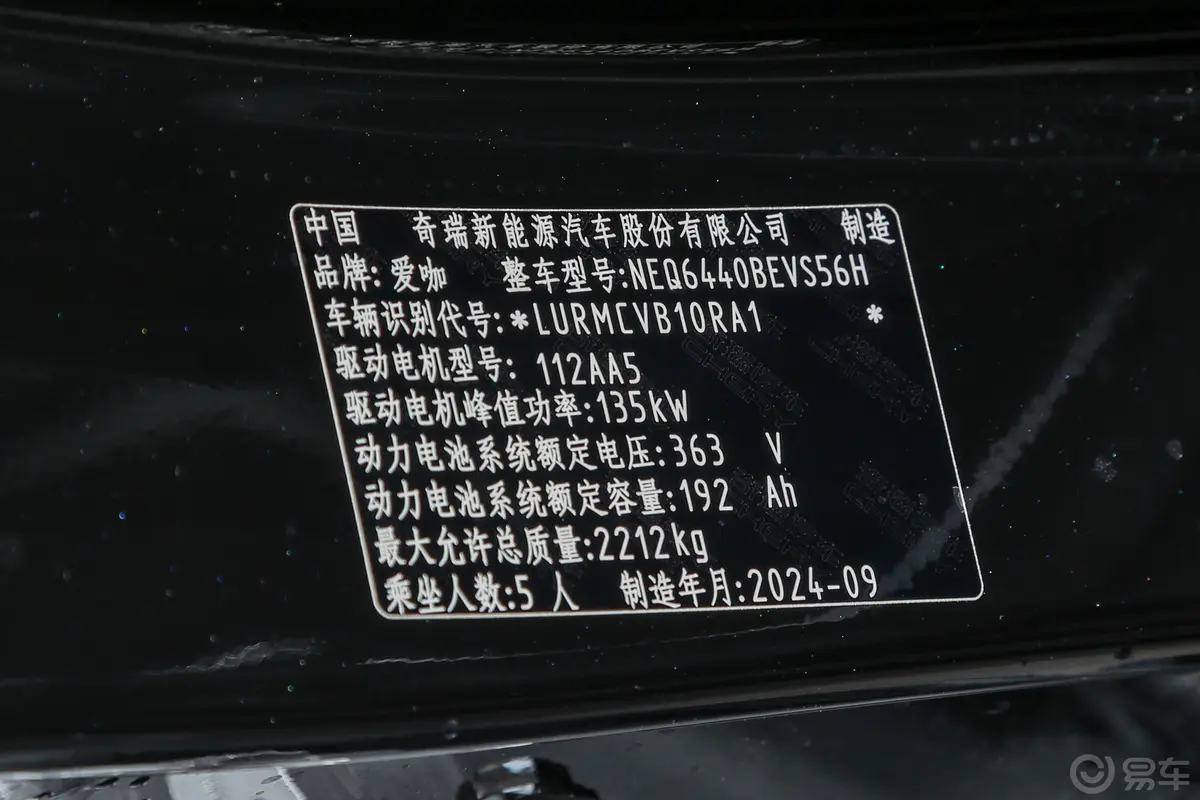 中国 奇瑞新能源汽车股份有限公司 制造
品牌: 爱咖 整车型号:NEQ6440BEVS56H
车辆识别代号:*LURMCVB10RA1 *
驱动电机型号: 112AA5
驱动电机峰值功率:135kW
动力电池系统额定电压:363 V
动力电池系统额定容量:192 Ah
最大允许总质量:2212kg
乘坐人数:5 人 制造年月:2024-09
易车